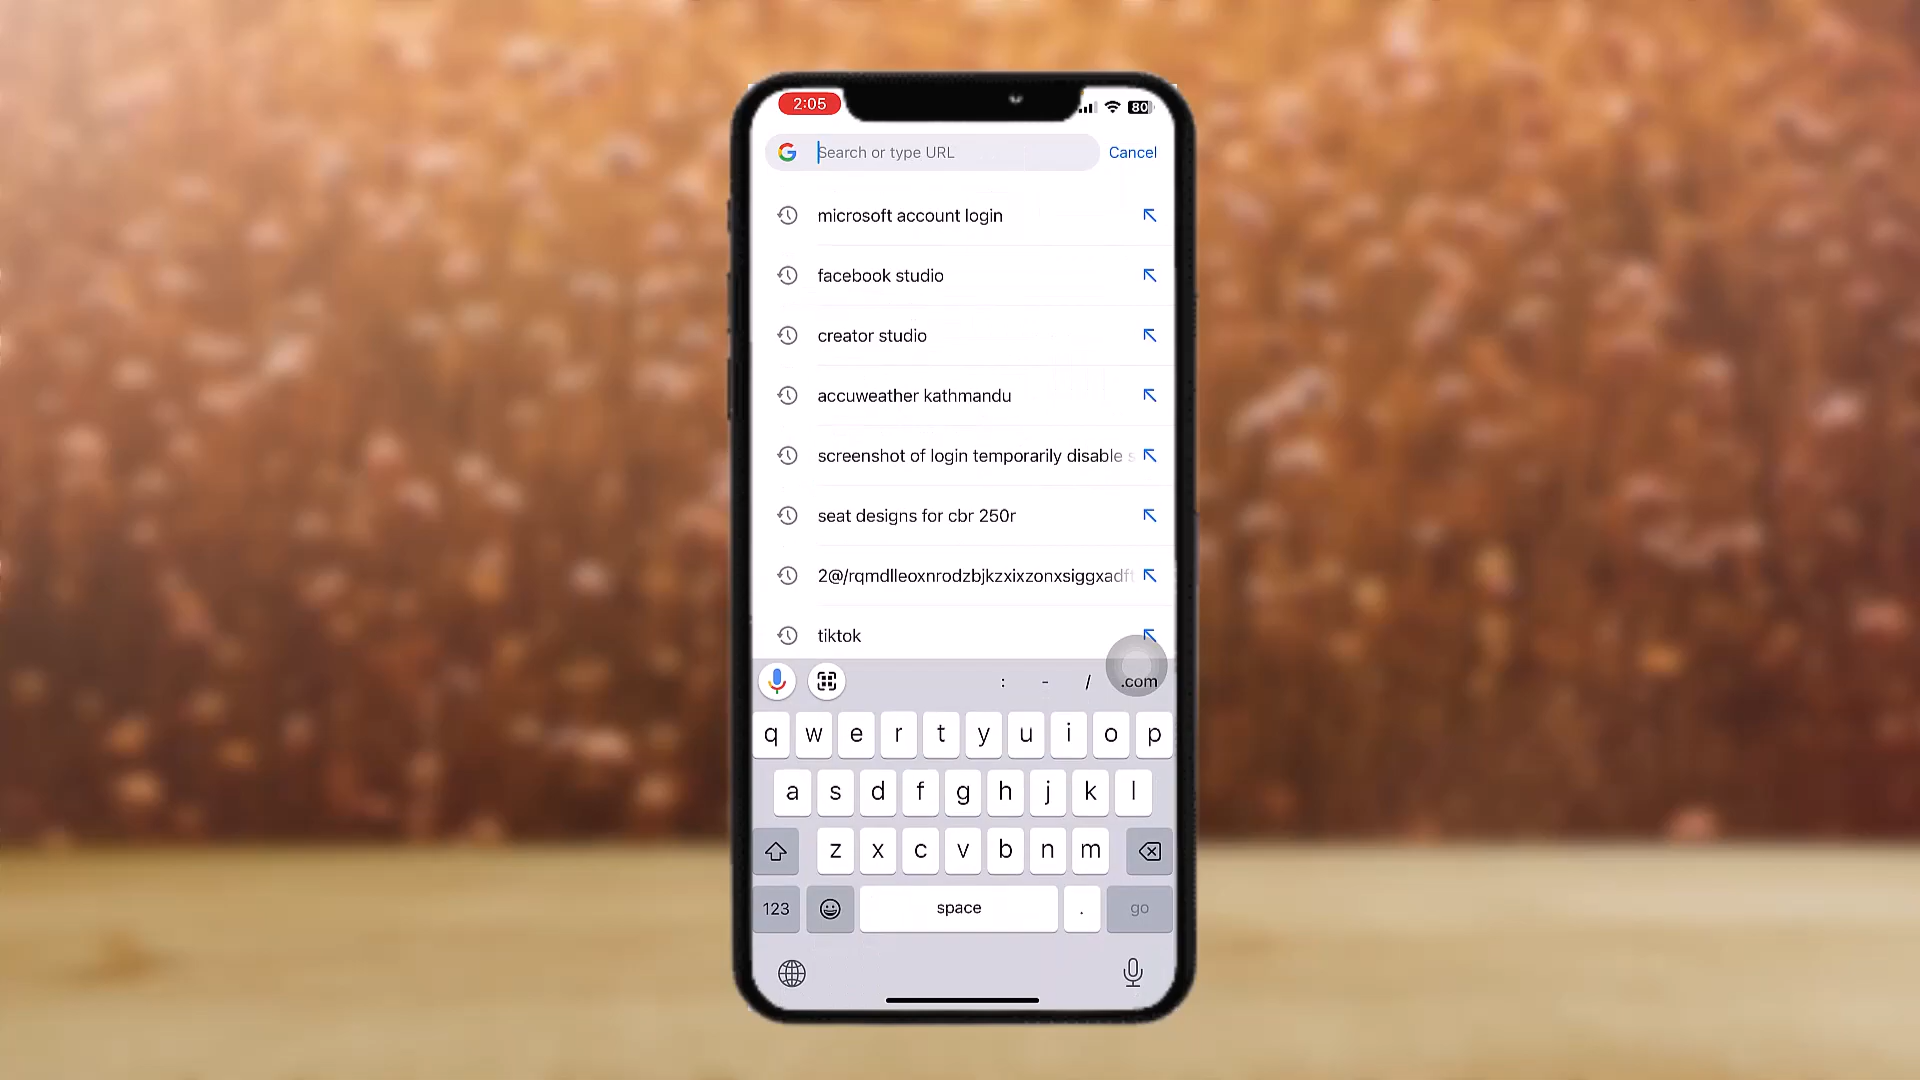 2:05
80
Search or type URL Cancel
microsoft account login
facebook studio
creator studio
accuweather kathmandu
screenshot of login temporarily disable s
seat designs for cbr 250r
2@/rqmdlleoxnrodzbjkzxixzonxsiggxadft
tiktok
: - / .com
q w e r t y u i o p
a s d f g h j k l
z x c v b n m
123 space . go